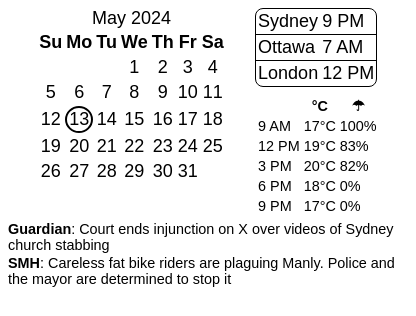 May 2024
Su Mo Tu We Th Fr Sa
1 2 3 4
5 6 7 8 9 10 11
12 13 14 15 16 17 18
19 20 21 22 23 24 25
26 27 28 29 30 31
Sydney 9 PM
Ottawa 7 AM
London 12 PM
°C ☂
9 AM 17°C 100%
12 PM 19°C 83%
3 PM 20°C 82%
6 PM 18°C 0%
9 PM 17°C 0%
Guardian: Court ends injunction on X over videos of Sydney
church stabbing
SMH: Careless fat bike riders are plaguing Manly. Police and
the mayor are determined to stop it